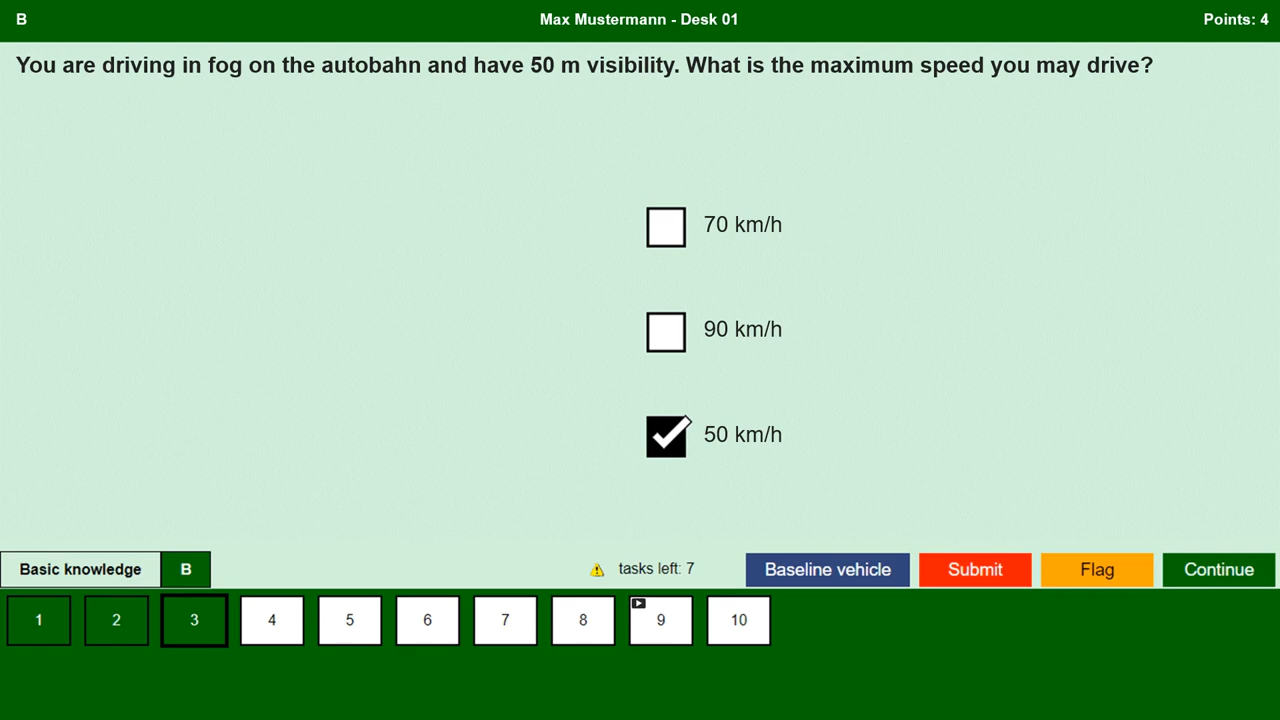 B
Max Mustermann - Desk 01
Points: 4
You are driving in fog on the autobahn and have 50 m visibility. What is the maximum speed you may drive?
70 km/h
90 km/h
50 km/h
Basic knowledge
B
tasks left: 7
Baseline vehicle
Submit
Flag
Continue
1
2
3
4
5
6
7
8
9
10